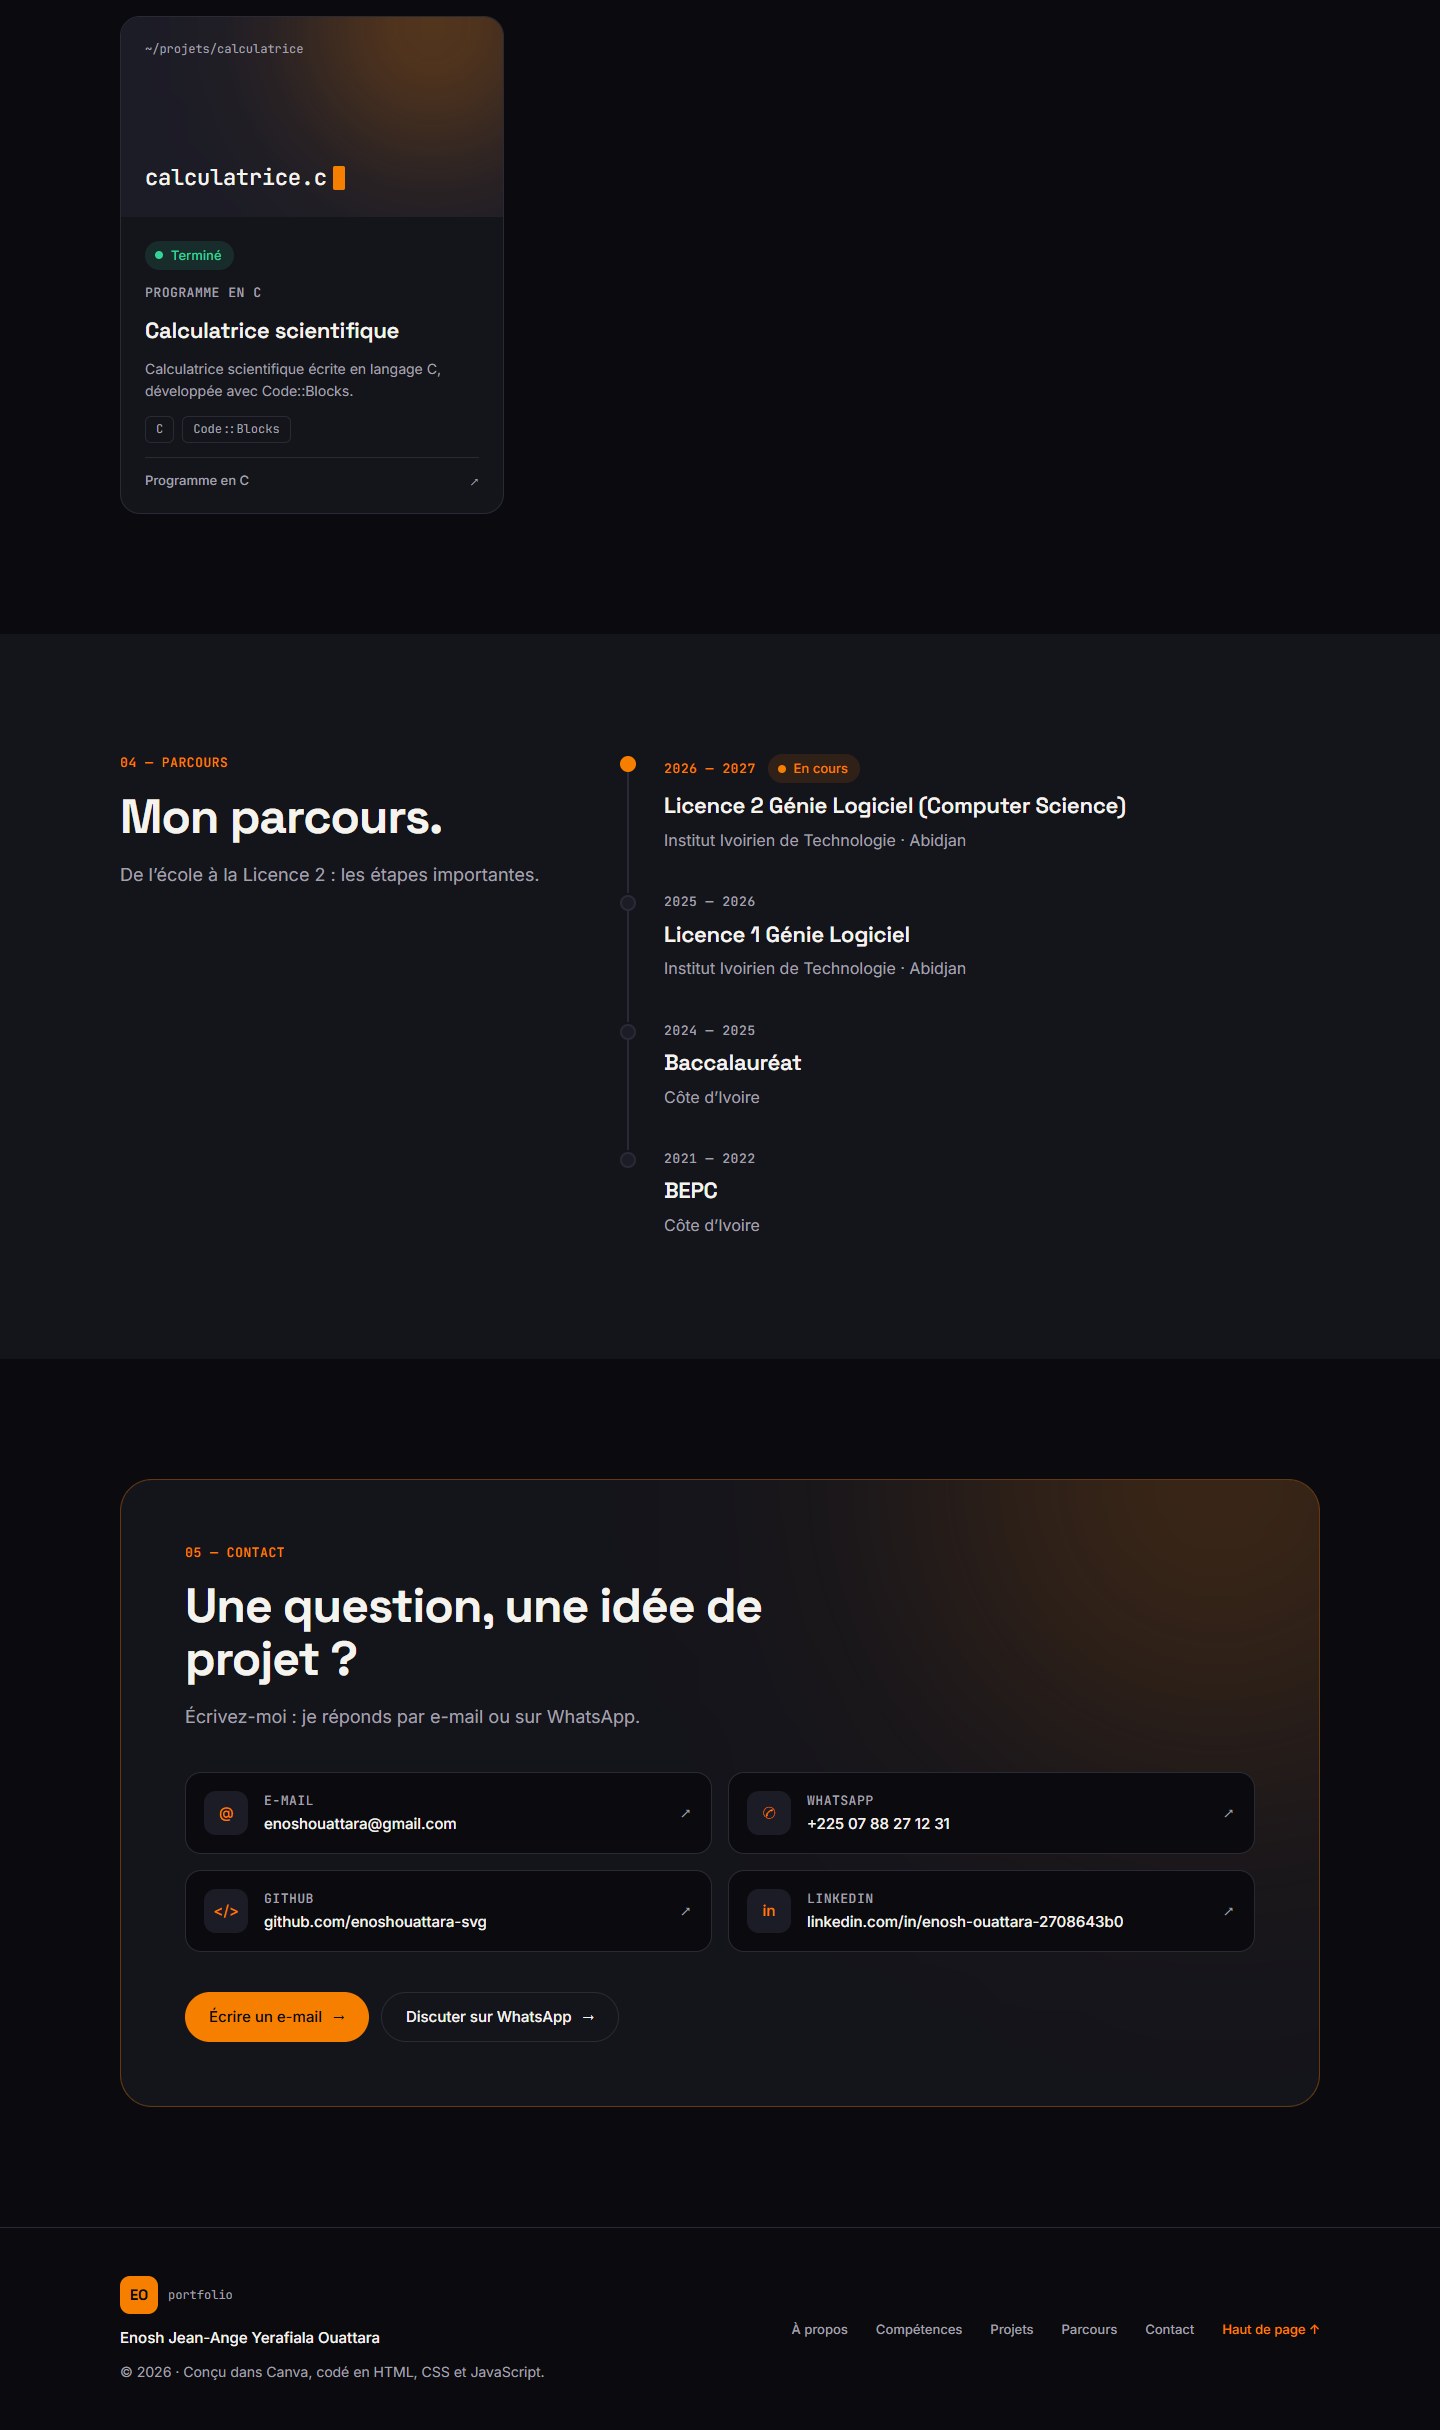 ~/projets/calculatrice
calculatrice.c
Terminé
PROGRAMME EN C
Calculatrice scientifique
Calculatrice scientifique écrite en langage C,
développée avec Code::Blocks.
C
Code::Blocks
Programme en C ↗
04 — PARCOURS
Mon parcours.
De l’école à la Licence 2 : les étapes importantes.
2026 — 2027 En cours
Licence 2 Génie Logiciel (Computer Science)
Institut Ivoirien de Technologie · Abidjan
2025 — 2026
Licence 1 Génie Logiciel
Institut Ivoirien de Technologie · Abidjan
2024 — 2025
Baccalauréat
Côte d’Ivoire
2021 — 2022
BEPC
Côte d’Ivoire
05 — CONTACT
Une question, une idée de
projet ?
Écrivez-moi : je réponds par e-mail ou sur WhatsApp.
@
E-MAIL
enoshouattara@gmail.com
↗
✆
WHATSAPP
+225 07 88 27 12 31
↗
</>
GITHUB
github.com/enoshouattara-svg
↗
in
LINKEDIN
linkedin.com/in/enosh-ouattara-2708643b0
↗
Écrire un e-mail →
Discuter sur WhatsApp →
EO portfolio
Enosh Jean-Ange Yerafiala Ouattara
© 2026 · Conçu dans Canva, codé en HTML, CSS et JavaScript.
À propos Compétences Projets Parcours Contact Haut de page ↑